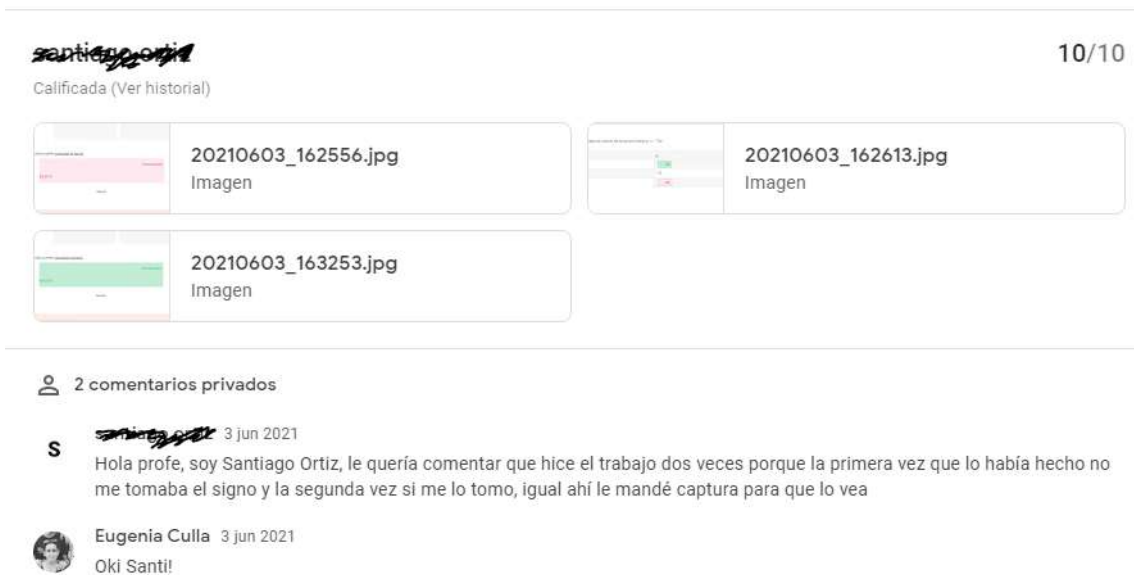 10/10
Calificada (Ver historial)
20210603_162556.jpg
Imagen
20210603_162613.jpg
Imagen
20210603_163253.jpg
Imagen
2 comentarios privados
3 jun 2021
S
Hola profe, soy Santiago Ortiz, le quería comentar que hice el trabajo dos veces porque la primera vez que lo había hecho no
me tomaba el signo y la segunda vez si me lo tomo, igual ahí le mandé captura para que lo vea
Eugenia Culla 3 jun 2021
Oki Santi!